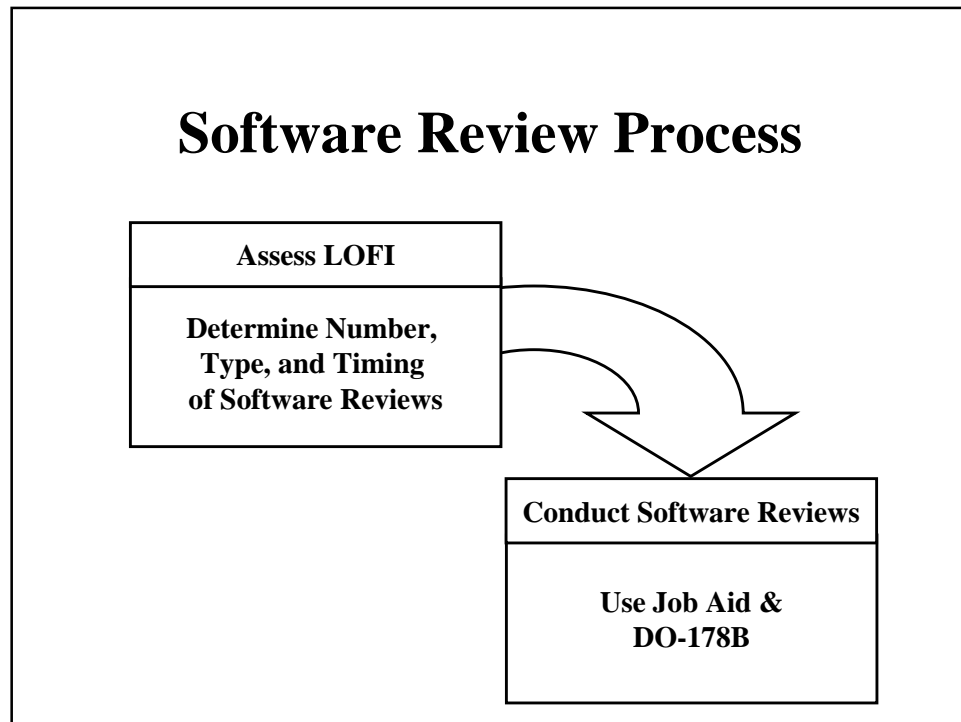 Software Review Process
Assess LOFI
Determine Number,
Type, and Timing
of Software Reviews
Conduct Software Reviews
Use Job Aid &
DO-178B